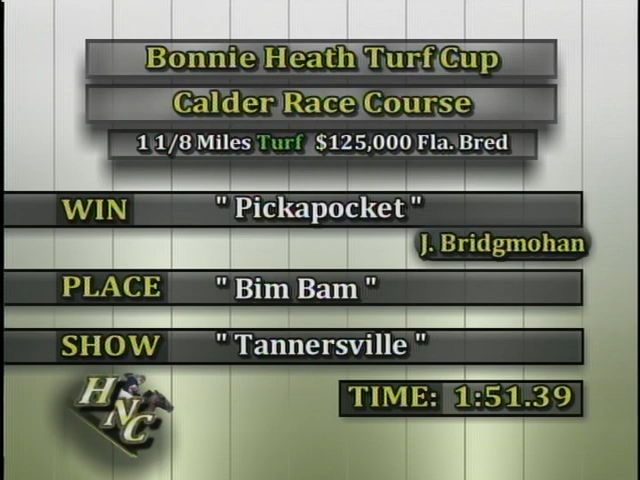 Bonnie Heath Turf Cup
Calder Race Course
1 1/8 Miles Turf $125,000 Fla. Bred
WIN " Pickapocket "
J. Bridgmohan
PLACE " Bim Bam "
SHOW " Tannersville "
HNC
TIME: 1:51.39